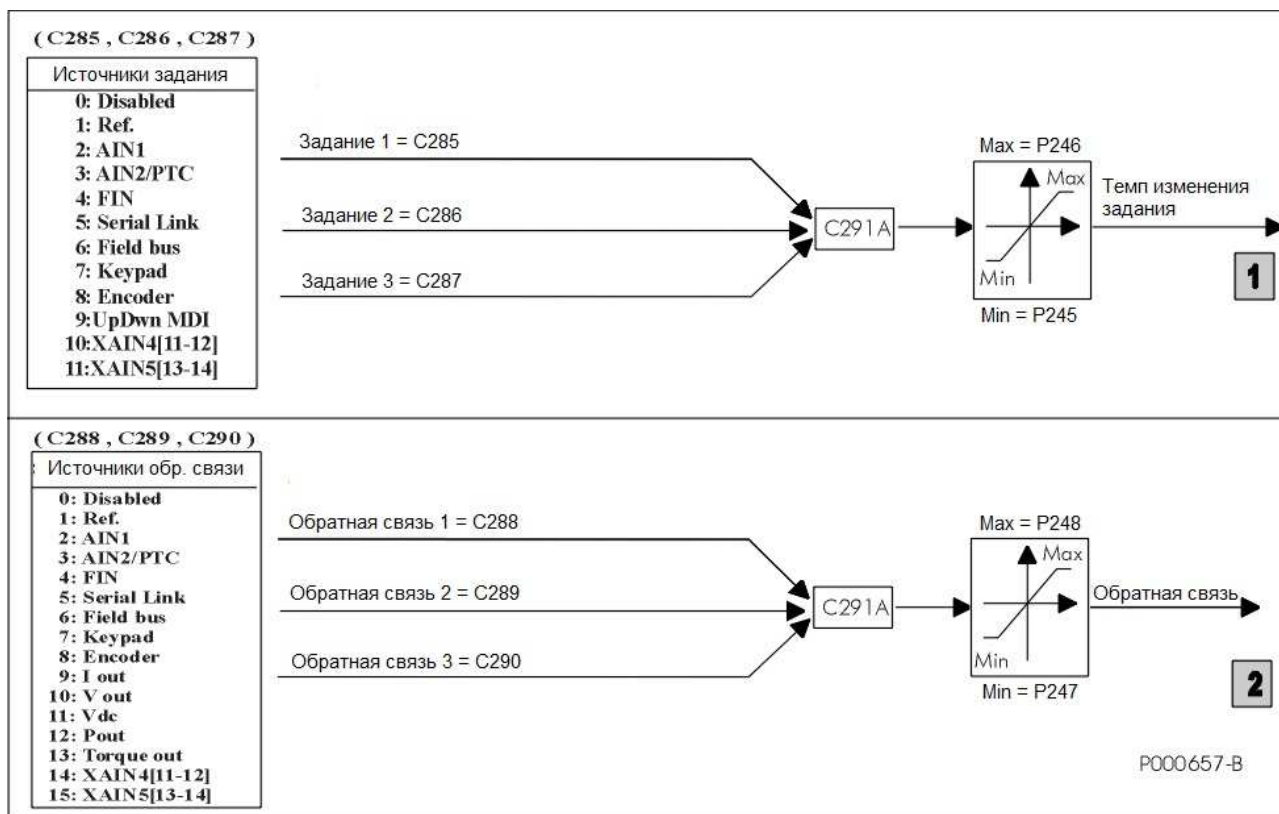 ( C285 , C286 , C287 )
Источники задания
0: Disabled
1: Ref.
2: AIN1
3: AIN2/PTC
4: FIN
5: Serial Link
6: Field bus
7: Keypad
8: Encoder
9:UpDwn MDI
10:XAIN4[11-12]
11:XAIN5[13-14]
Задание 1 = C285
Задание 2 = C286
Задание 3 = C287
C291A
Max = P246
Max
Min
Min = P245
Темп изменения
задания
1
( C288 , C289 , C290 )
Источники обр. связи
0: Disabled
1: Ref.
2: AIN1
3: AIN2/PTC
4: FIN
5: Serial Link
6: Field bus
7: Keypad
8: Encoder
9: I out
10: V out
11: Vdc
12: Pout
13: Torque out
14: XAIN4[11-12]
15: XAIN5[13-14]
Обратная связь 1 = C288
Обратная связь 2 = C289
Обратная связь 3 = C290
C291A
Max = P248
Max
Min
Min = P247
Обратная связь
2
P000657-B